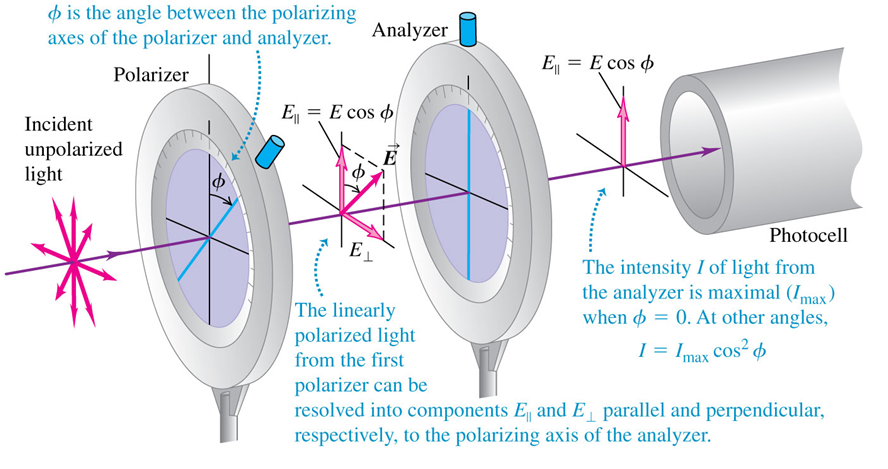 ϕ is the angle between the polarizing
axes of the polarizer and analyzer.
Analyzer
Polarizer
E∥ = E cos ϕ
E∥ = E cos ϕ
Incident
unpolarized
light
E⃗
ϕ
ϕ
E⊥
Photocell
The linearly
polarized light
from the first
polarizer can be
resolved into components E∥ and E⊥ parallel and perpendicular,
respectively, to the polarizing axis of the analyzer.
The intensity I of light from
the analyzer is maximal (Imax)
when ϕ = 0. At other angles,
I = Imax cos² ϕ